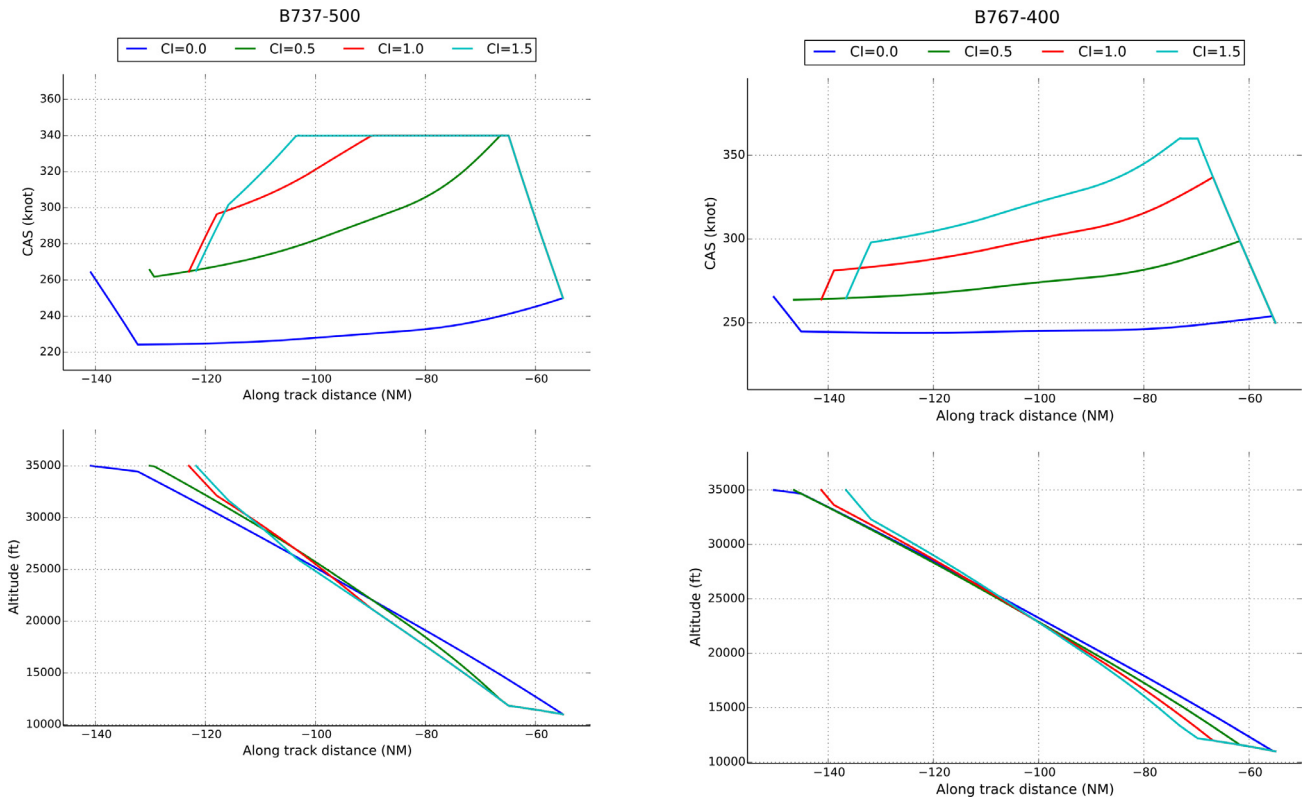 B737-500
CI=0.0 CI=0.5 CI=1.0 CI=1.5
360
340
320
300
280
260
240
220
CAS (knot)
−140 −120 −100 −80 −60
Along track distance (NM)
35000
30000
25000
20000
15000
10000
Altitude (ft)
−140 −120 −100 −80 −60
Along track distance (NM)
B767-400
CI=0.0 CI=0.5 CI=1.0 CI=1.5
350
300
250
CAS (knot)
−140 −120 −100 −80 −60
Along track distance (NM)
35000
30000
25000
20000
15000
10000
Altitude (ft)
−140 −120 −100 −80 −60
Along track distance (NM)